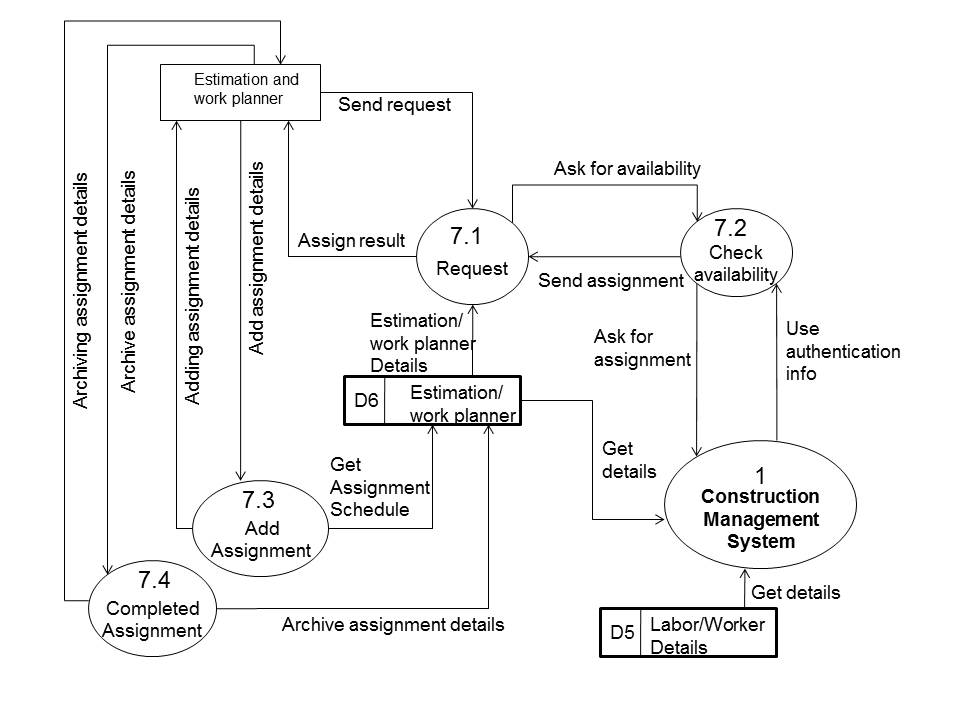 Estimation and
work planner
Send request
Ask for availability
Archiving assignment details
Archive assignment details
Adding assignment details
Add assignment details
Assign result
7.1
Request
7.2
Check
availability
Send assignment
Estimation/
work planner
Details
Ask for
assignment
Use
authentication
info
D6
Estimation/
work planner
Get
details
Get
Assignment
Schedule
1
Construction
Management
System
7.3
Add
Assignment
7.4
Completed
Assignment
Archive assignment details
Get details
D5
Labor/Worker
Details